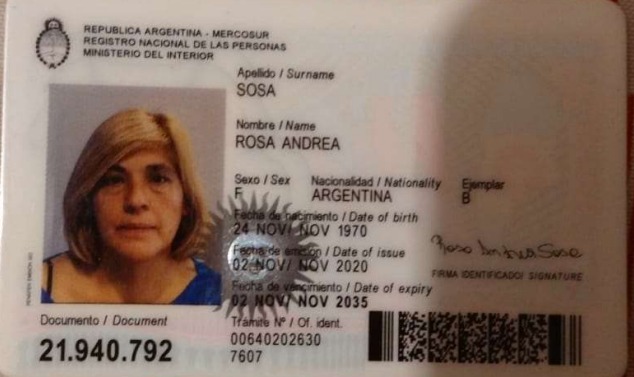 REPUBLICA ARGENTINA - MERCOSUR
REGISTRO NACIONAL DE LAS PERSONAS
MINISTERIO DEL INTERIOR
Apellido / Surname
SOSA
Nombre / Name
ROSA ANDREA
Sexo / Sex Nacionalidad / Nationality Ejemplar
F ARGENTINA B
Fecha de nacimiento / Date of birth
24 NOV/ NOV 1970
Fecha de emisión / Date of issue
02 NOV/ NOV 2020
Rosa Andrea Sosa
FIRMA IDENTIFICADO/ SIGNATURE
Fecha de vencimiento / Date of expiry
02 NOV/ NOV 2035
Documento / Document
21.940.792
Trámite Nº / Of. ident.
00640202630
7607